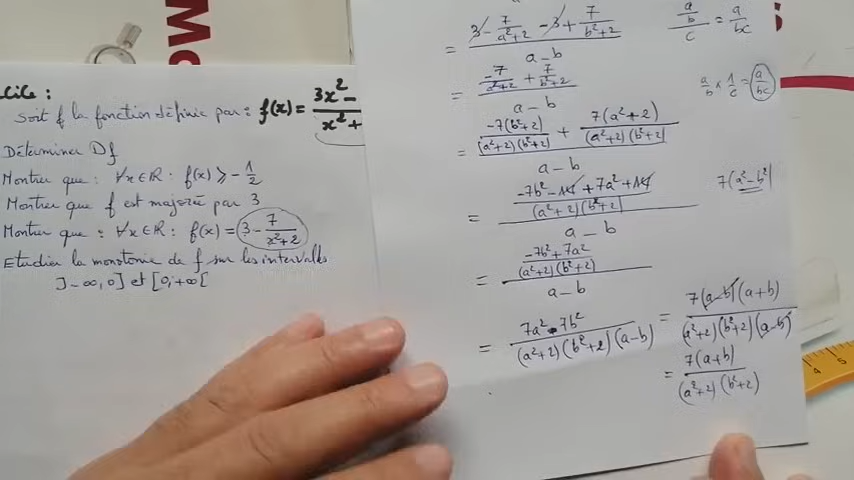 Mo
cice :
soit f la fonction définie par : f(x) = 3x² -
x² +
Déterminer Df
Montrer que : ∀x∈ℝ : f(x) ⩾ - 1/2
Montrer que f est majorée par 3
Montrer que : ∀x∈ℝ : f(x) = 3 - 7/(x²+2)
Etudier la monotonie de f sur les intervalles
]-∞,0] et [0,+∞[
= (3 - 7/(a²+2) - 3 + 7/(b²+2))/(a-b)
(a/b)/c = a/bc
= (-7/(a²+2) + 7/(b²+2))/(a-b)
a/b × 1/c = a/bc
= (-7(b²+2)/((a²+2)(b²+2)) + 7(a²+2)/((a²+2)(b²+2)))/(a-b)
= ((-7b² - 14 + 7a² + 14)/((a²+2)(b²+2)))/(a-b)
7(a²-b²)
= ((-7b² + 7a²)/((a²+2)(b²+2)))/(a-b)
= (7a² - 7b²)/((a²+2)(b²+2)(a-b)) = 7(a-b)(a+b)/((a²+2)(b²+2)(a-b))
= 7(a+b)/((a²+2)(b²+2))
4 5